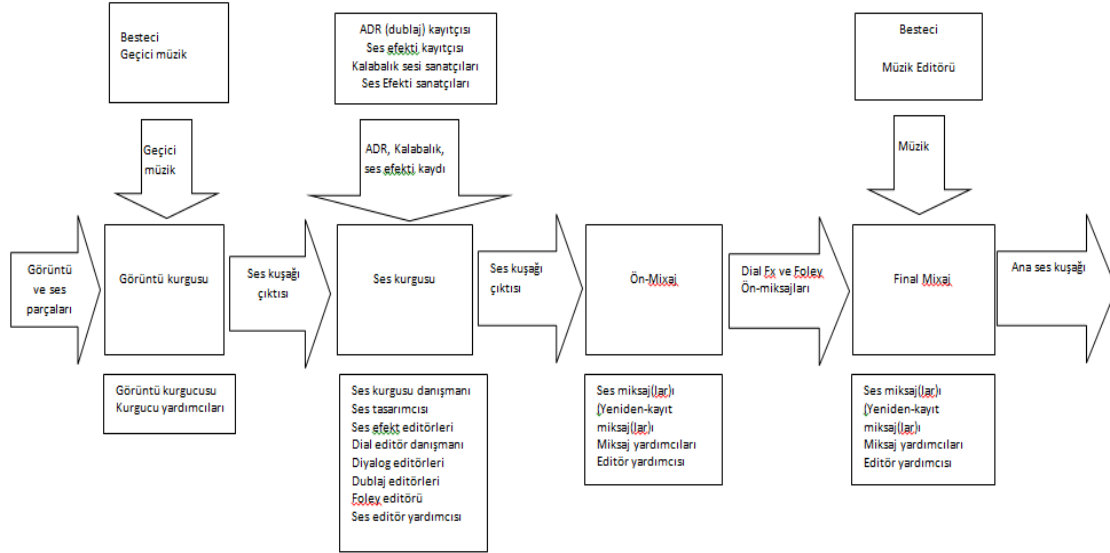 Besteci
Geçici müzik
ADR (dublaj) kayıtçısı
Ses efekti kayıtçısı
Kalabalık sesi sanatçıları
Ses Efekti sanatçıları
Besteci
Müzik Editörü
Geçici
müzik
ADR, Kalabalık,
ses efekti kaydı
Müzik
Görüntü
ve ses
parçaları
Görüntü kurgusu
Ses kuşağı
çıktısı
Ses kurgusu
Ses kuşağı
çıktısı
Ön-Mixaj
Dial Fx ve Foley
Ön-miksajları
Final Mixaj
Ana ses kuşağı
Görüntü kurgucusu
Kurgucu yardımcıları
Ses kurgusu danışmanı
Ses tasarımcısı
Ses efekt editörleri
Dial editör danışmanı
Diyalog editörleri
Dublaj editörleri
Foley editörü
Ses editör yardımcısı
Ses miksaj(lar)ı
(Yeniden-kayıt
miksaj(lar)ı
Miksaj yardımcıları
Editör yardımcısı
Ses miksaj(lar)ı
(Yeniden-kayıt
miksaj(lar)ı
Miksaj yardımcıları
Editör yardımcısı